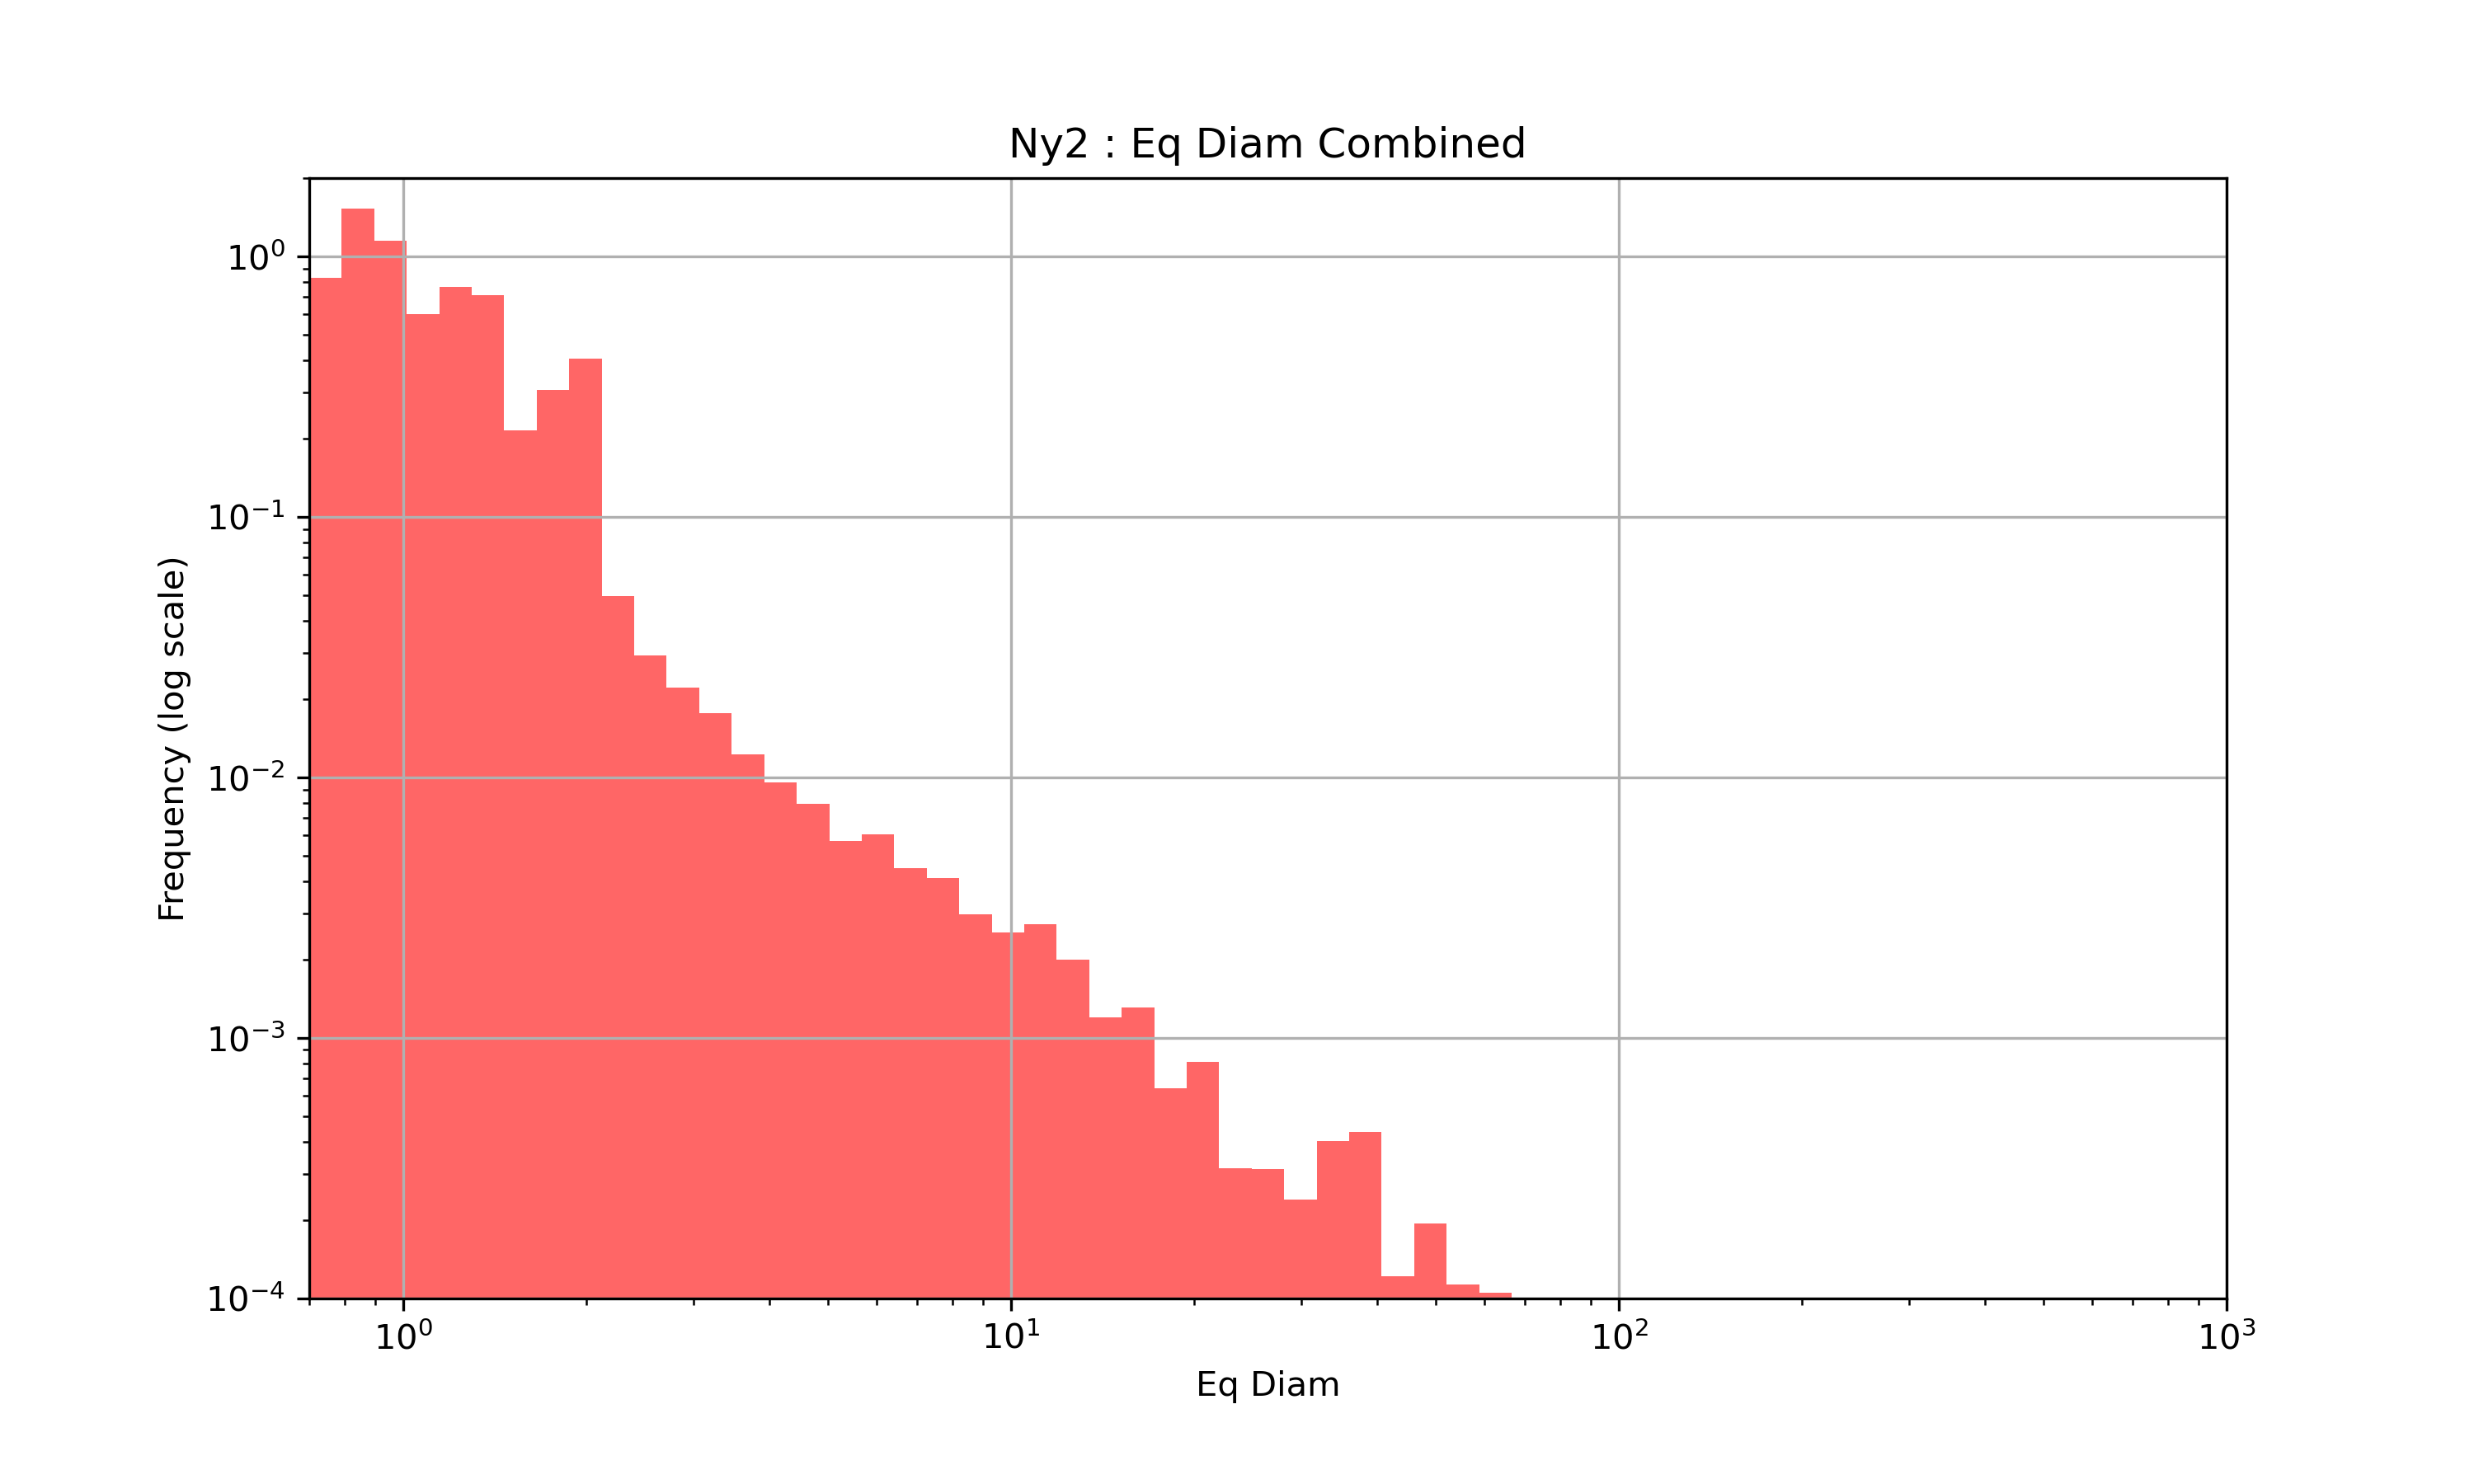 Ny2 : Eq Diam Combined
Frequency (log scale)
10⁰
10⁻¹
10⁻²
10⁻³
10⁻⁴
10⁰ 10¹ 10² 10³
Eq Diam